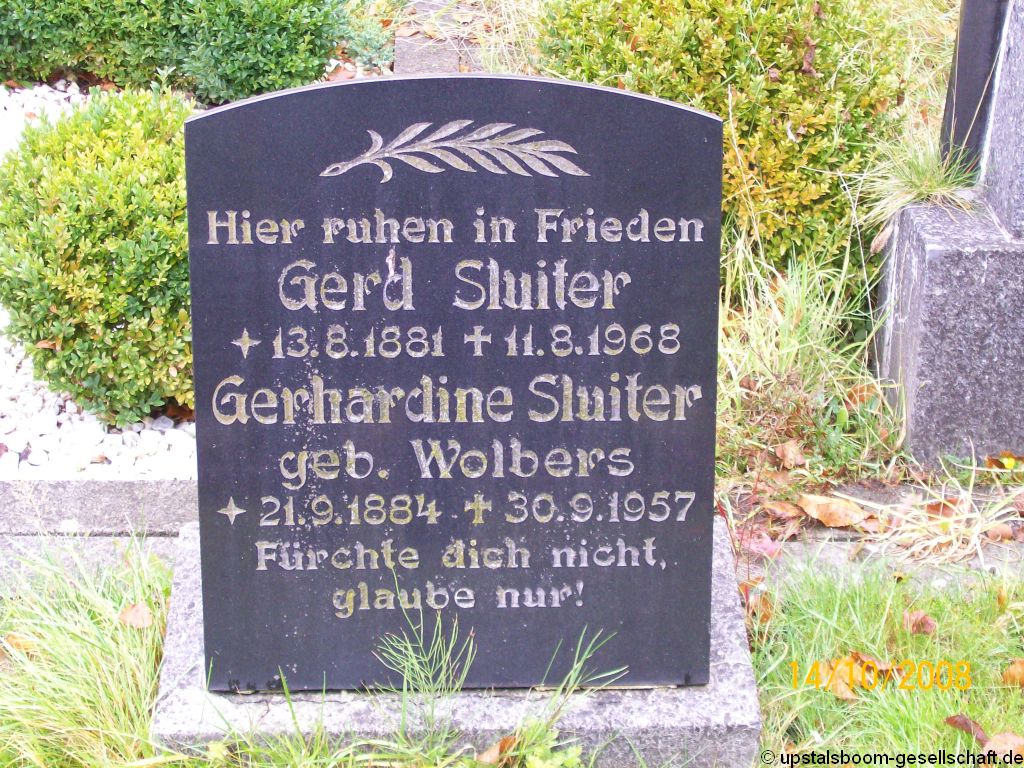 Hier ruhen in Frieden
Gerd Sluiter
✦ 13.8.1881 ✝ 11.8.1968
Gerhardine Sluiter
geb. Wolbers
✦ 21.9.1884 ✝ 30.9.1957
Fürchte dich nicht,
glaube nur!
14/10/2008
© upstalsboom-gesellschaft.de